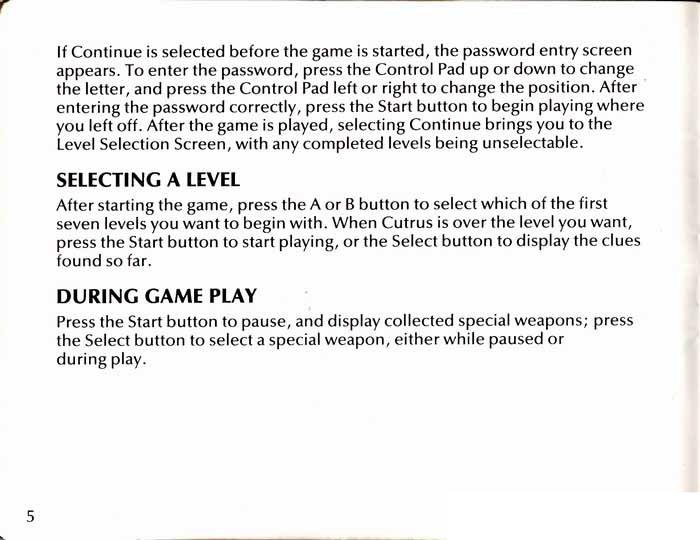 If Continue is selected before the game is started, the password entry screen
appears. To enter the password, press the Control Pad up or down to change
the letter, and press the Control Pad left or right to change the position. After
entering the password correctly, press the Start button to begin playing where
you left off. After the game is played, selecting Continue brings you to the
Level Selection Screen, with any completed levels being unselectable.
SELECTING A LEVEL
After starting the game, press the A or B button to select which of the first
seven levels you want to begin with. When Cutrus is over the level you want,
press the Start button to start playing, or the Select button to display the clues
found so far.
DURING GAME PLAY
Press the Start button to pause, and display collected special weapons; press
the Select button to select a special weapon, either while paused or
during play.
5